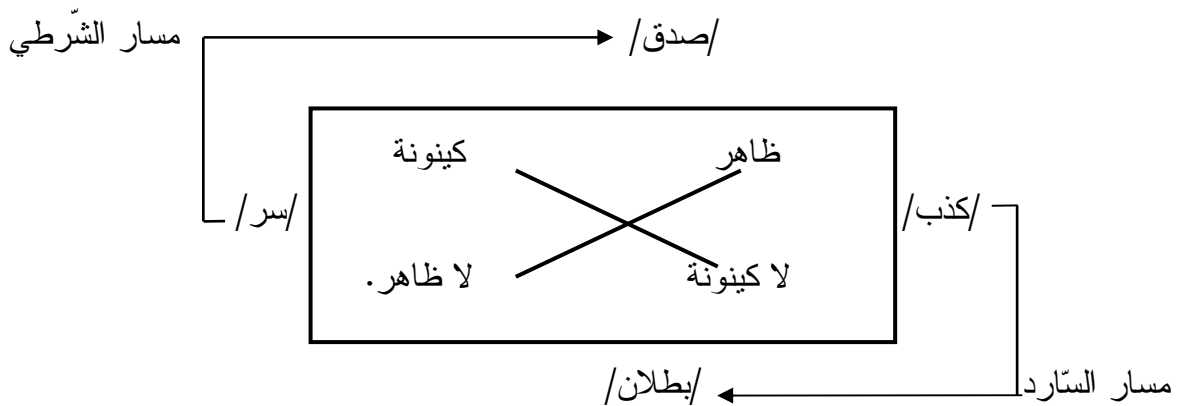 /صدق/ مسار الشّرطي
ظاهر كينونة
/كذب/ /سر/
لا كينونة لا ظاهر.
مسار السّارد /بطلان/